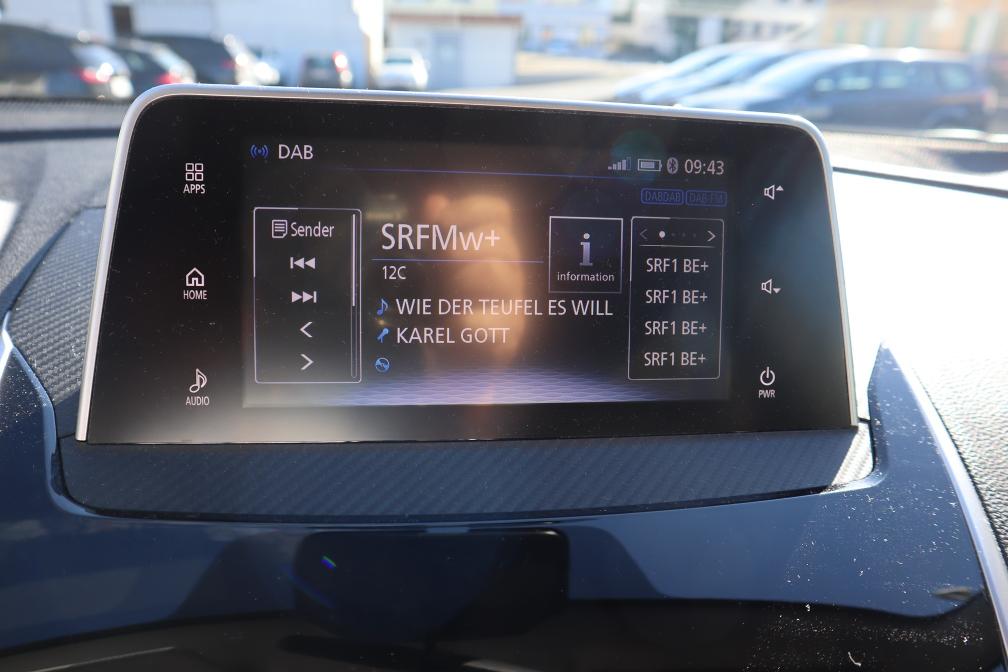 DAB
09:43
DABDAB DAB-FM
APPS
HOME
AUDIO
Sender
SRFMw+
12C
WIE DER TEUFEL ES WILL
KAREL GOTT
i
information
SRF1 BE+
SRF1 BE+
SRF1 BE+
SRF1 BE+
PWR